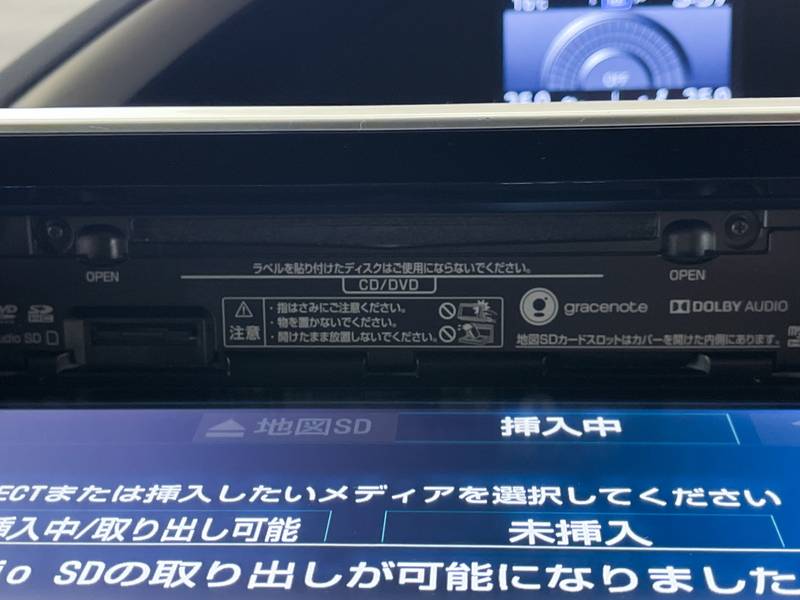 OFF
OPEN
ラベルを貼り付けたディスクはご使用にならないでください。
OPEN
CD/DVD
注意
・指はさみにご注意ください。
・物を置かないでください。
・開けたまま放置しないでください。
gracenote
DOLBY AUDIO
udio SD
地図SDカードスロットはカバーを開けた内側にあります。
地図SD
挿入中
ECTまたは挿入したいメディアを選択してください
挿入中/取り出し可能
未挿入
io SDの取り出しが可能になりました